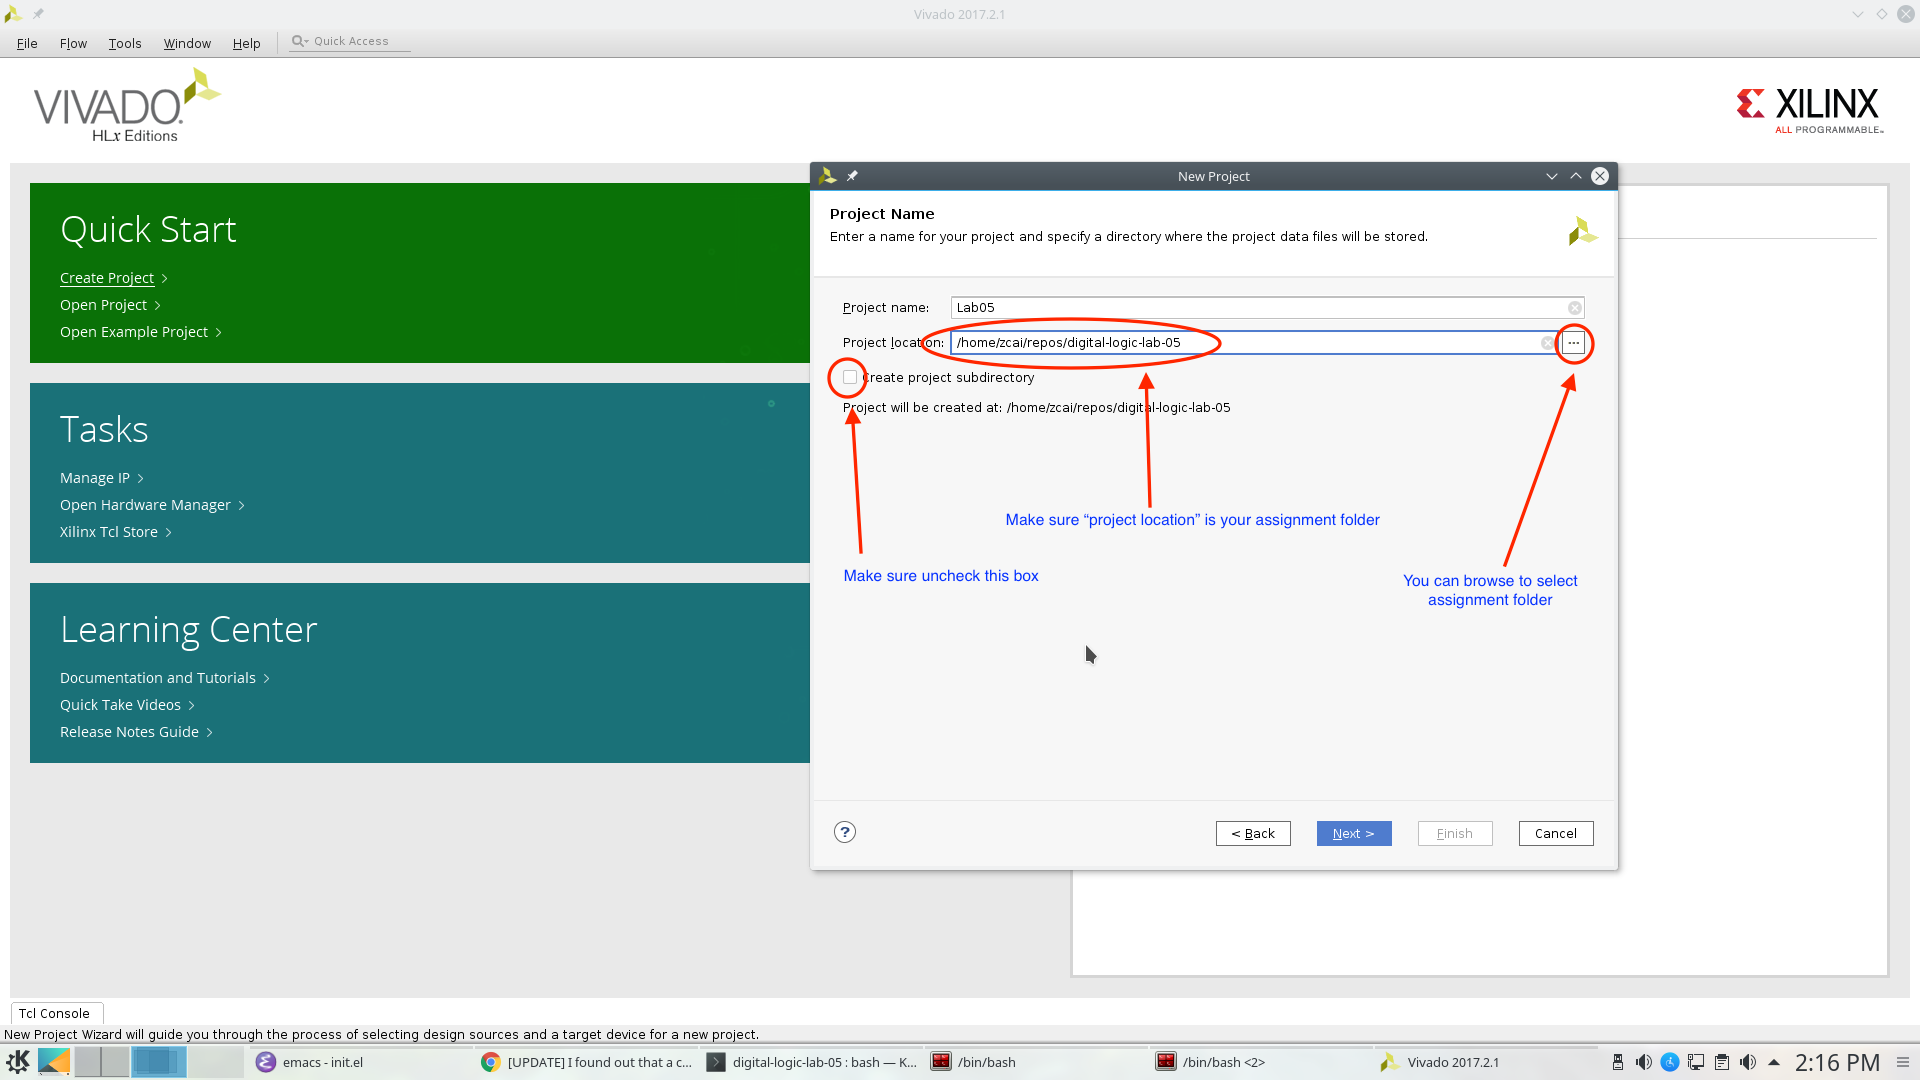 Vivado 2017.2.1
File Flow Tools Window Help Quick Access
VIVADO.
HLx Editions
XILINX
ALL PROGRAMMABLE™
Quick Start
Create Project >
Open Project >
Open Example Project >
Tasks
Manage IP >
Open Hardware Manager >
Xilinx Tcl Store >
Learning Center
Documentation and Tutorials >
Quick Take Videos >
Release Notes Guide >
New Project
Project Name
Enter a name for your project and specify a directory where the project data files will be stored.
Project name: Lab05
Project location: /home/zcai/repos/digital-logic-lab-05 ...
Create project subdirectory
Project will be created at: /home/zcai/repos/digital-logic-lab-05
Make sure “project location” is your assignment folder
Make sure uncheck this box
You can browse to select
assignment folder
? < Back Next > Finish Cancel
Tcl Console
New Project Wizard will guide you through the process of selecting design sources and a target device for a new project.
emacs - init.el [UPDATE] I found out that a c... digital-logic-lab-05 : bash — K... /bin/bash /bin/bash <2> Vivado 2017.2.1 2:16 PM